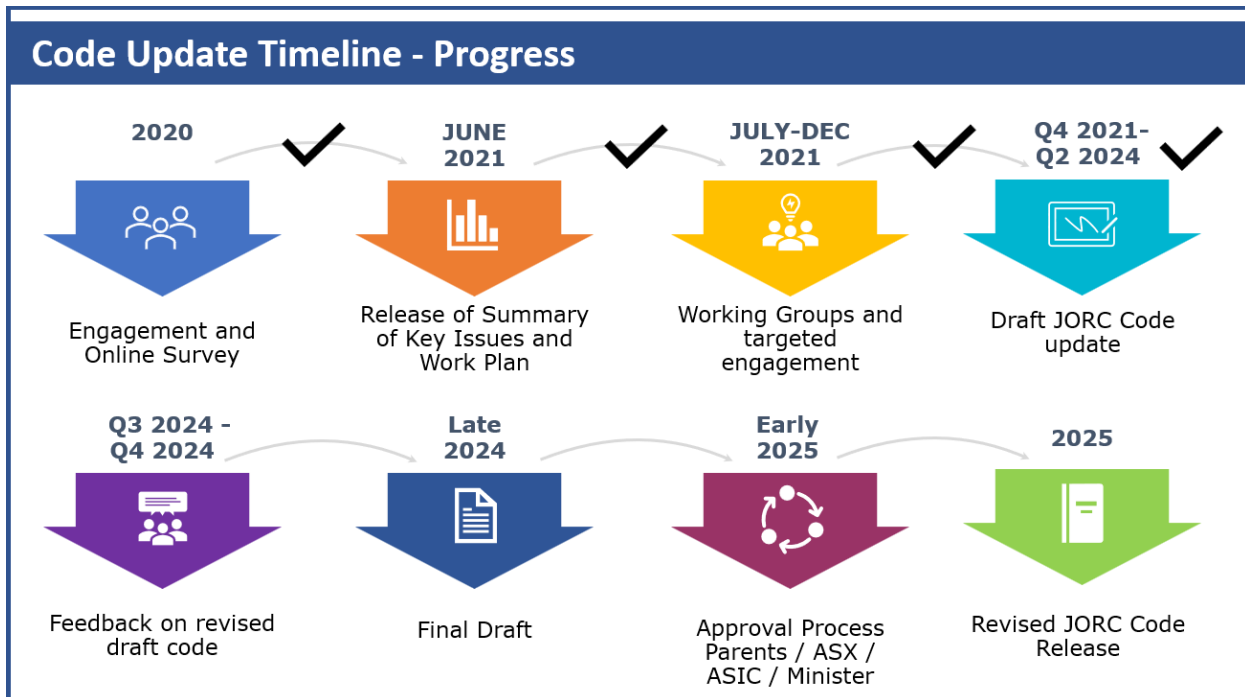 Code Update Timeline - Progress
2020
JUNE
2021
JULY-DEC
2021
Q4 2021-
Q2 2024
Engagement and
Online Survey
Release of Summary
of Key Issues and
Work Plan
Working Groups and
targeted
engagement
Draft JORC Code
update
Q3 2024 -
Q4 2024
Late
2024
Early
2025
2025
Feedback on revised
draft code
Final Draft
Approval Process
Parents / ASX /
ASIC / Minister
Revised JORC Code
Release